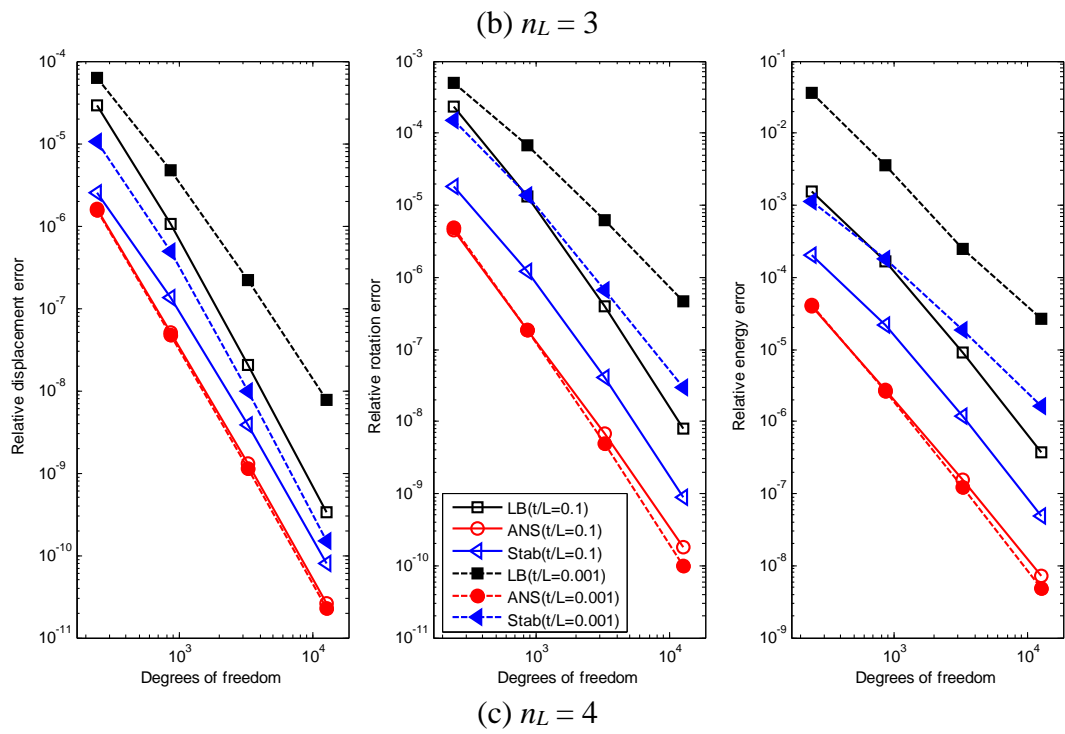 (b) n_L = 3
10^-4
10^-5
10^-6
10^-7
10^-8
10^-9
10^-10
10^-11
Relative displacement error
10^3
10^4
Degrees of freedom
10^-3
10^-4
10^-5
10^-6
10^-7
10^-8
10^-9
10^-10
10^-11
Relative rotation error
LB(t/L=0.1)
ANS(t/L=0.1)
Stab(t/L=0.1)
LB(t/L=0.001)
ANS(t/L=0.001)
Stab(t/L=0.001)
10^3
10^4
Degrees of freedom
10^-1
10^-2
10^-3
10^-4
10^-5
10^-6
10^-7
10^-8
10^-9
Relative energy error
10^3
10^4
Degrees of freedom
(c) n_L = 4